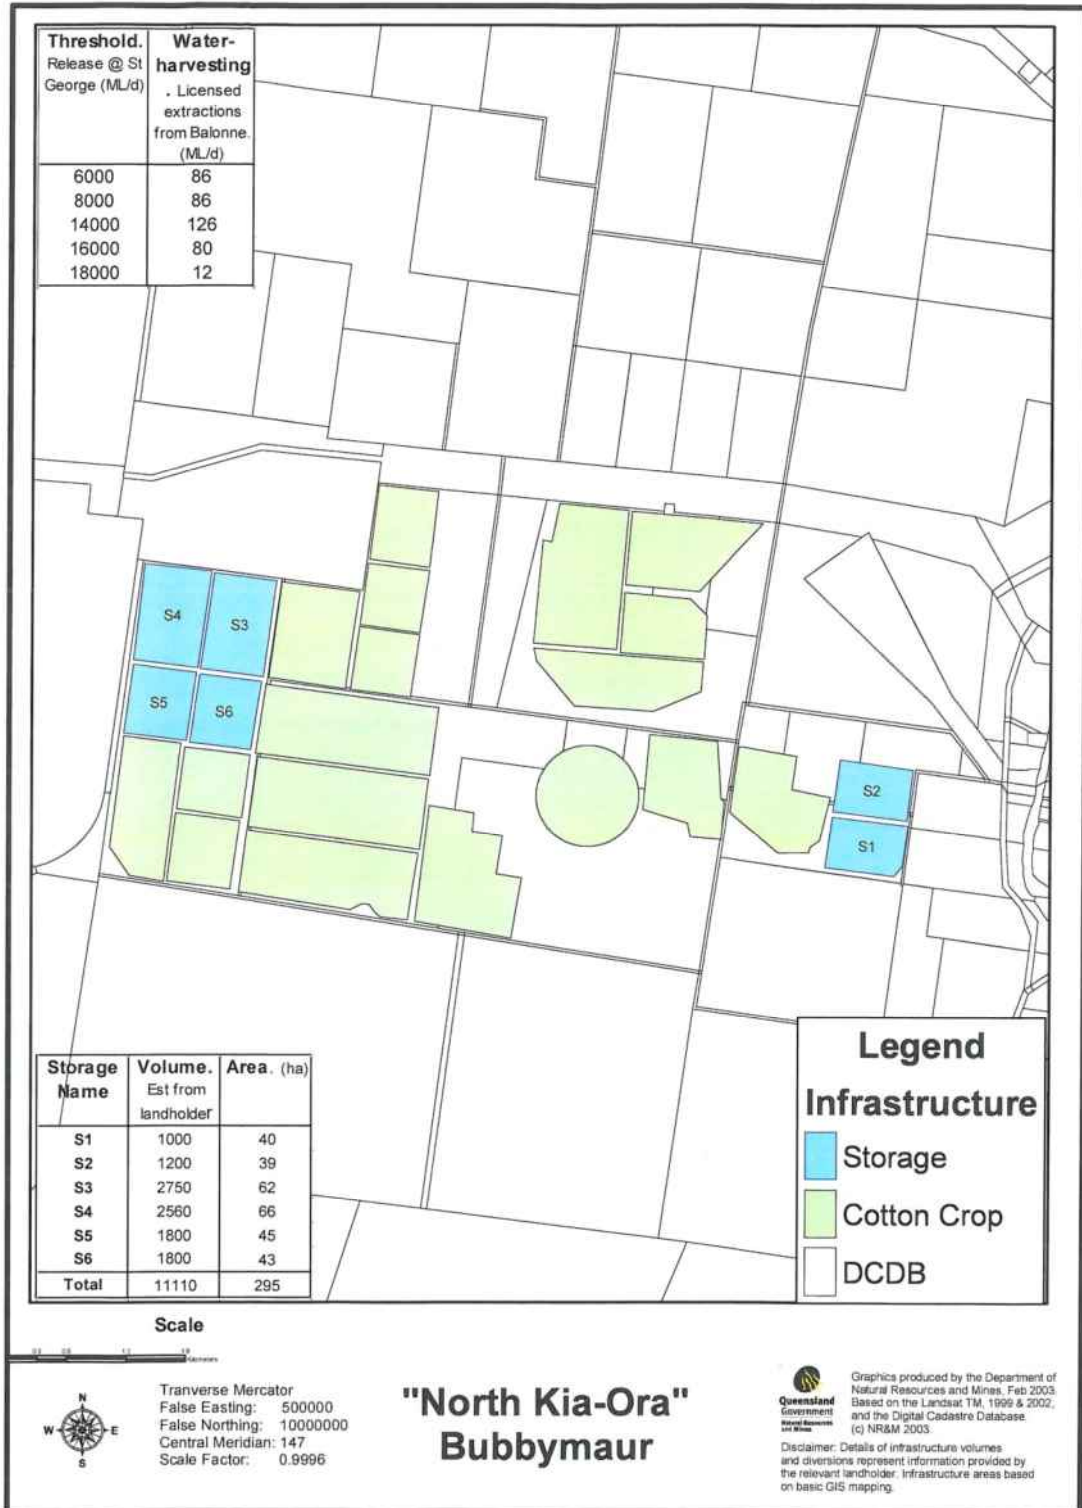 Threshold. Water-
Release @ St harvesting
George (ML/d) . Licensed
extractions
from Balonne.
(ML/d)
6000 86
8000 86
14000 126
16000 80
18000 12
S4
S3
S5
S6
S2
S1
Storage Volume. Area. (ha)
Name Est from
landholder
S1 1000 40
S2 1200 39
S3 2750 62
S4 2560 66
S5 1800 45
S6 1800 43
Total 11110 295
Legend
Infrastructure
Storage
Cotton Crop
DCDB
Scale
Kilometers
N
W E
S
Tranverse Mercator
False Easting: 500000
False Northing: 10000000
Central Meridian: 147
Scale Factor: 0.9996
"North Kia-Ora"
Bubbymaur
Queensland
Government
Natural Resources
and Mines
Graphics produced by the Department of
Natural Resources and Mines, Feb 2003.
Based on the Landsat TM, 1999 & 2002,
and the Digital Cadastre Database.
(c) NR&M 2003.
Disclaimer: Details of infrastructure volumes
and diversions represent information provided by
the relevant landholder. Infrastructure areas based
on basic GIS mapping.